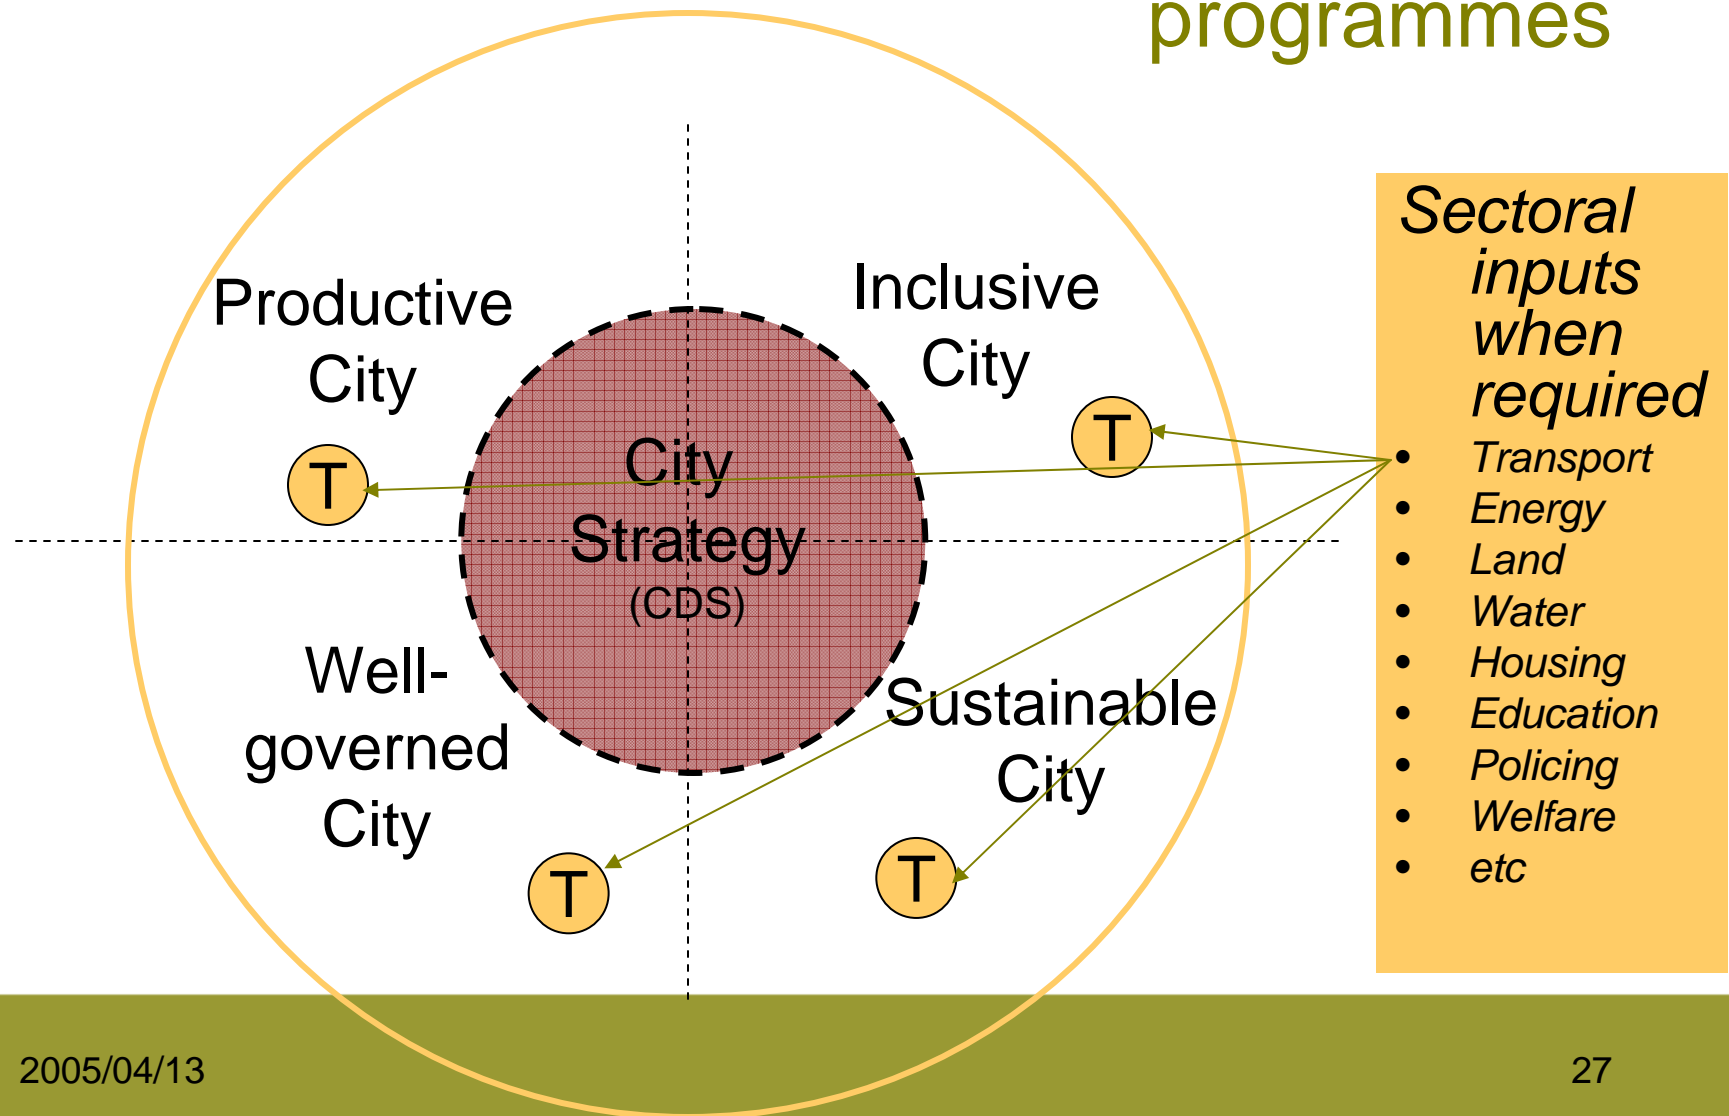 programmes
Productive
City
T
Inclusive
City
T
City
Strategy
(CDS)
Well-
governed
City
T
Sustainable
City
T
Sectoral
inputs
when
required
• Transport
• Energy
• Land
• Water
• Housing
• Education
• Policing
• Welfare
• etc
2005/04/13
27